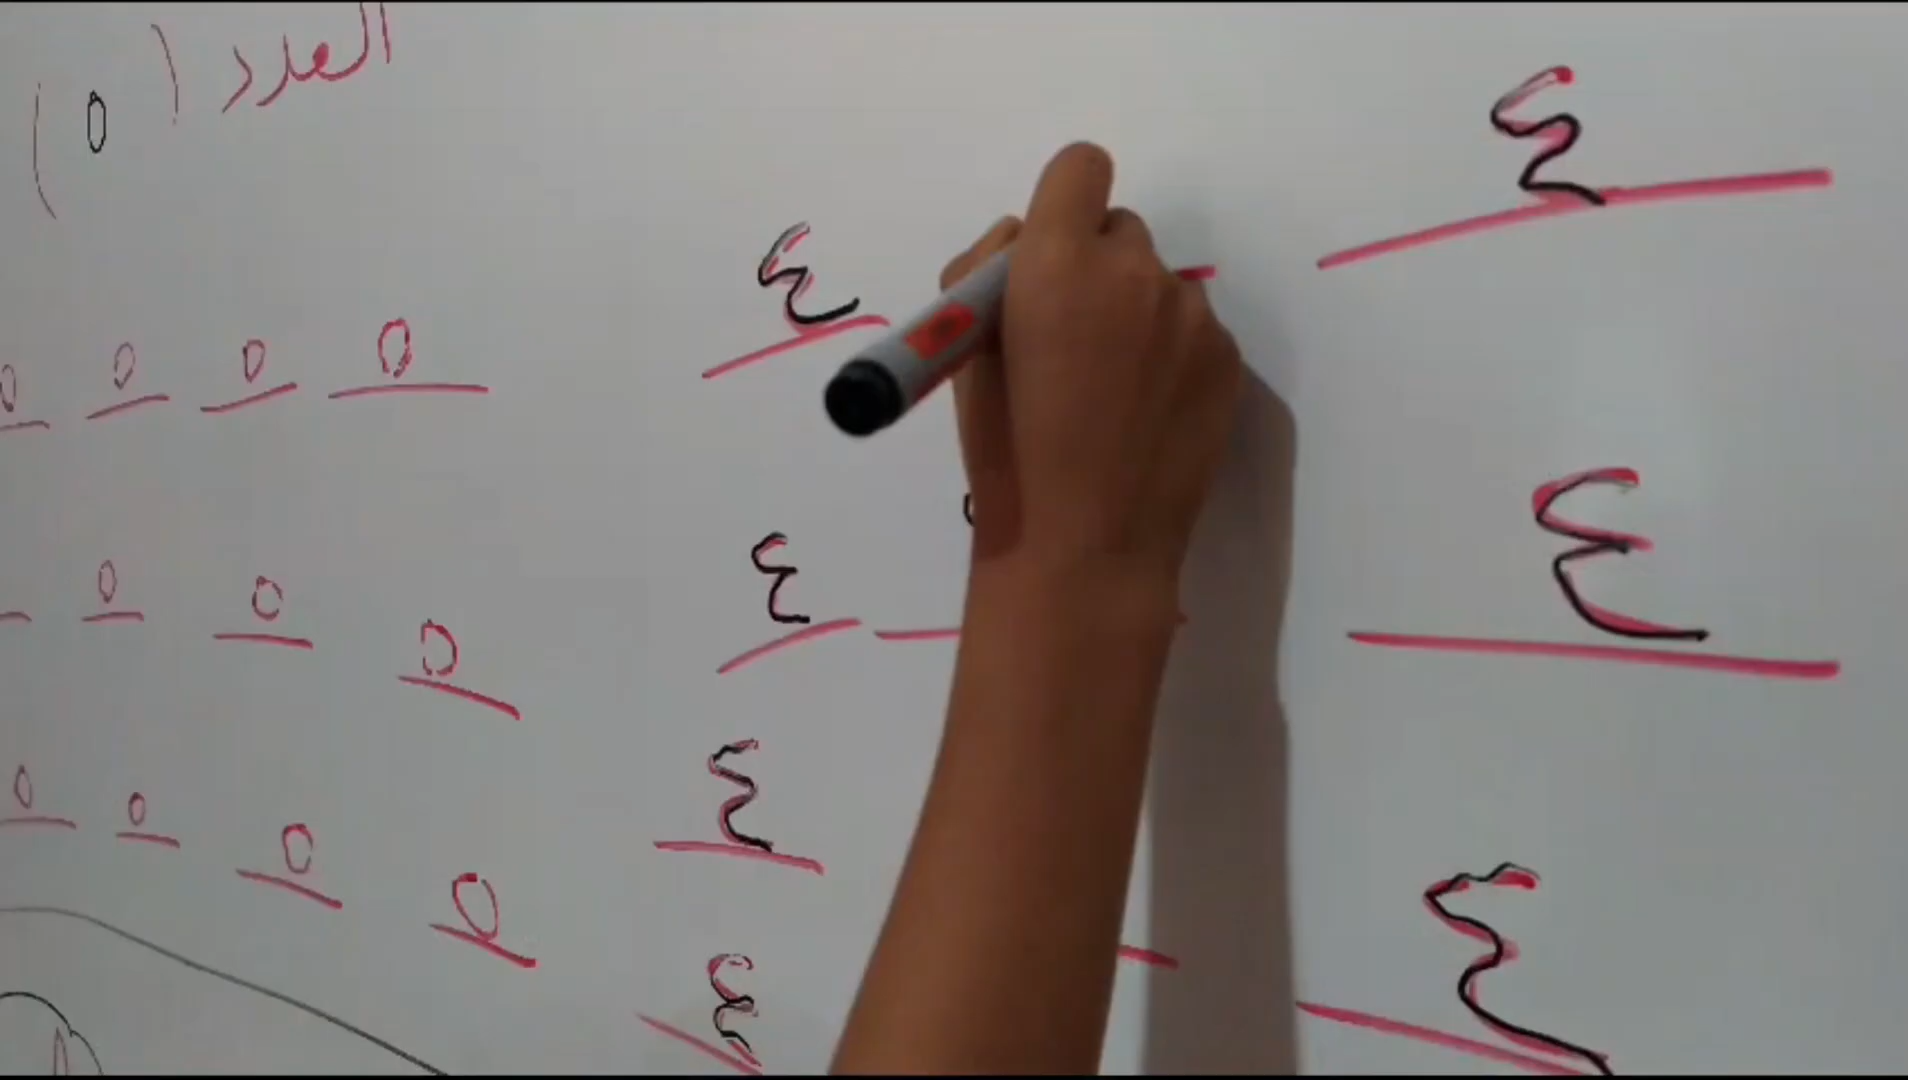 العدد (٥)
٤ ٤ ٥ ٥ ٥ ٥
٤ ٤ ٥ ٥ ٥
٤ ٥ ٥ ٥ ٥
٤ ٤